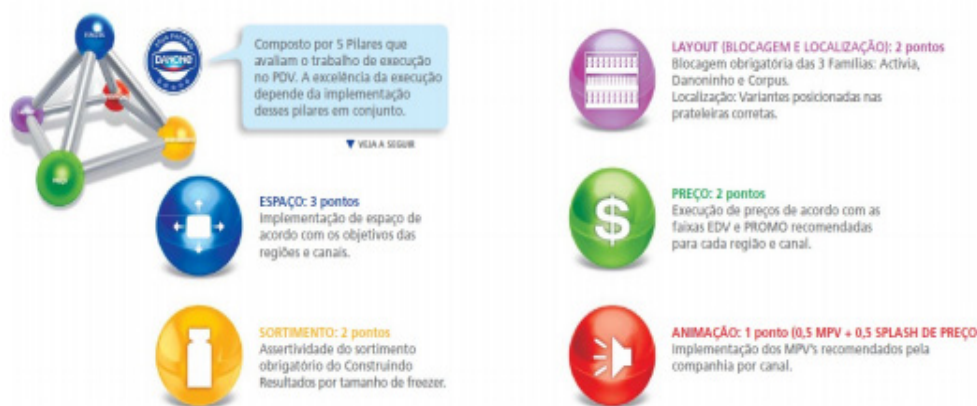 ESPAÇO
PREÇO
DANONE
Composto por 5 Pilares que
avaliam o trabalho de execução
no PDV. A excelência da execução
depende da implementação
desses pilares em conjunto.
VEJA A SEGUIR
ESPAÇO: 3 pontos
Implementação de espaço de
acordo com os objetivos das
regiões e canais.
SORTIMENTO: 2 pontos
Assertividade do sortimento
obrigatório do Construindo
Resultados por tamanho de freezer.
LAYOUT (BLOCAGEM E LOCALIZAÇÃO): 2 pontos
Blocagem obrigatória das 3 Famílias: Activia,
Danoninho e Corpus.
Localização: Variantes posicionadas nas
prateleiras corretas.
$
PREÇO: 2 pontos
Execução de preços de acordo com as
faixas EDV e PROMO recomendadas
para cada região e canal.
ANIMAÇÃO: 1 ponto (0,5 MPV + 0,5 SPLASH DE PREÇO
Implementação dos MPV's recomendados pela
companhia por canal.